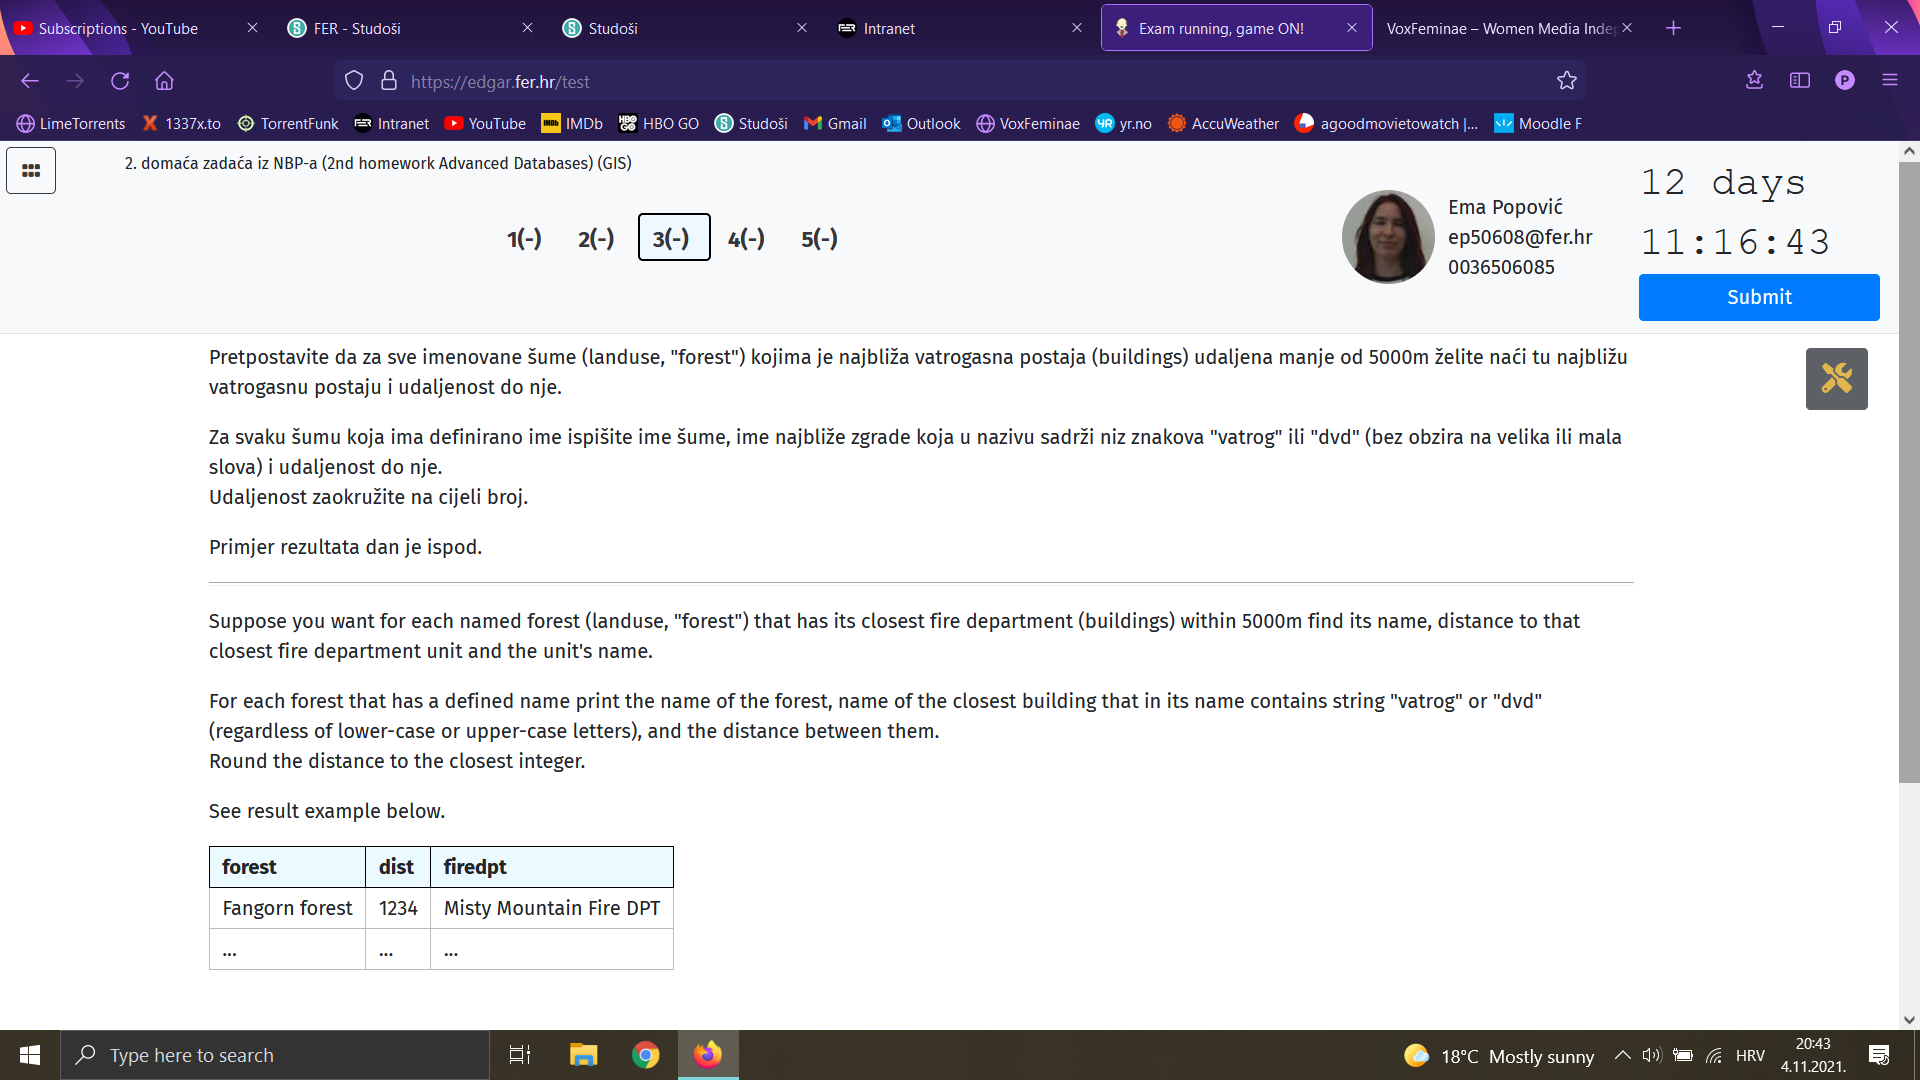 Subscriptions - YouTube
FER - Studoši
Studoši
Intranet
Exam running, game ON!
VoxFeminae – Women Media Indep
https://edgar.fer.hr/test
P
LimeTorrents
1337x.to
TorrentFunk
Intranet
YouTube
IMDb
HBO GO
Studoši
Gmail
Outlook
VoxFeminae
yr.no
AccuWeather
agoodmovietowatch |...
Moodle F
2. domaća zadaća iz NBP-a (2nd homework Advanced Databases) (GIS)
1(-) 2(-) 3(-) 4(-) 5(-)
Ema Popović
ep50608@fer.hr
0036506085
12 days
11:16:43
Submit
Pretpostavite da za sve imenovane šume (landuse, "forest") kojima je najbliža vatrogasna postaja (buildings) udaljena manje od 5000m želite naći tu najbližu
vatrogasnu postaju i udaljenost do nje.
Za svaku šumu koja ima definirano ime ispišite ime šume, ime najbliže zgrade koja u nazivu sadrži niz znakova "vatrog" ili "dvd" (bez obzira na velika ili mala
slova) i udaljenost do nje.
Udaljenost zaokružite na cijeli broj.
Primjer rezultata dan je ispod.
Suppose you want for each named forest (landuse, "forest") that has its closest fire department (buildings) within 5000m find its name, distance to that
closest fire department unit and the unit's name.
For each forest that has a defined name print the name of the forest, name of the closest building that in its name contains string "vatrog" or "dvd"
(regardless of lower-case or upper-case letters), and the distance between them.
Round the distance to the closest integer.
See result example below.
forest dist firedpt
Fangorn forest 1234 Misty Mountain Fire DPT
... ... ...
Type here to search
18°C Mostly sunny
HRV
20:43
4.11.2021.